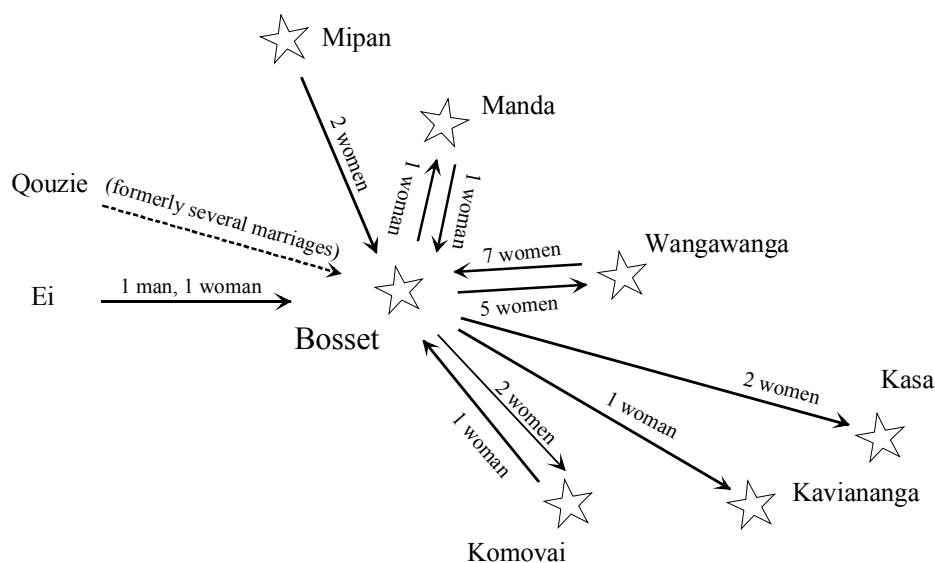 Mipan
2 women
Manda
1 woman
1 woman
Qouzie
(formerly several marriages)
Wangawanga
7 women
5 women
Ei
1 man, 1 woman
Bosset
Kasa
2 women
1 woman
2 women
1 woman
Kaviananga
Komovai